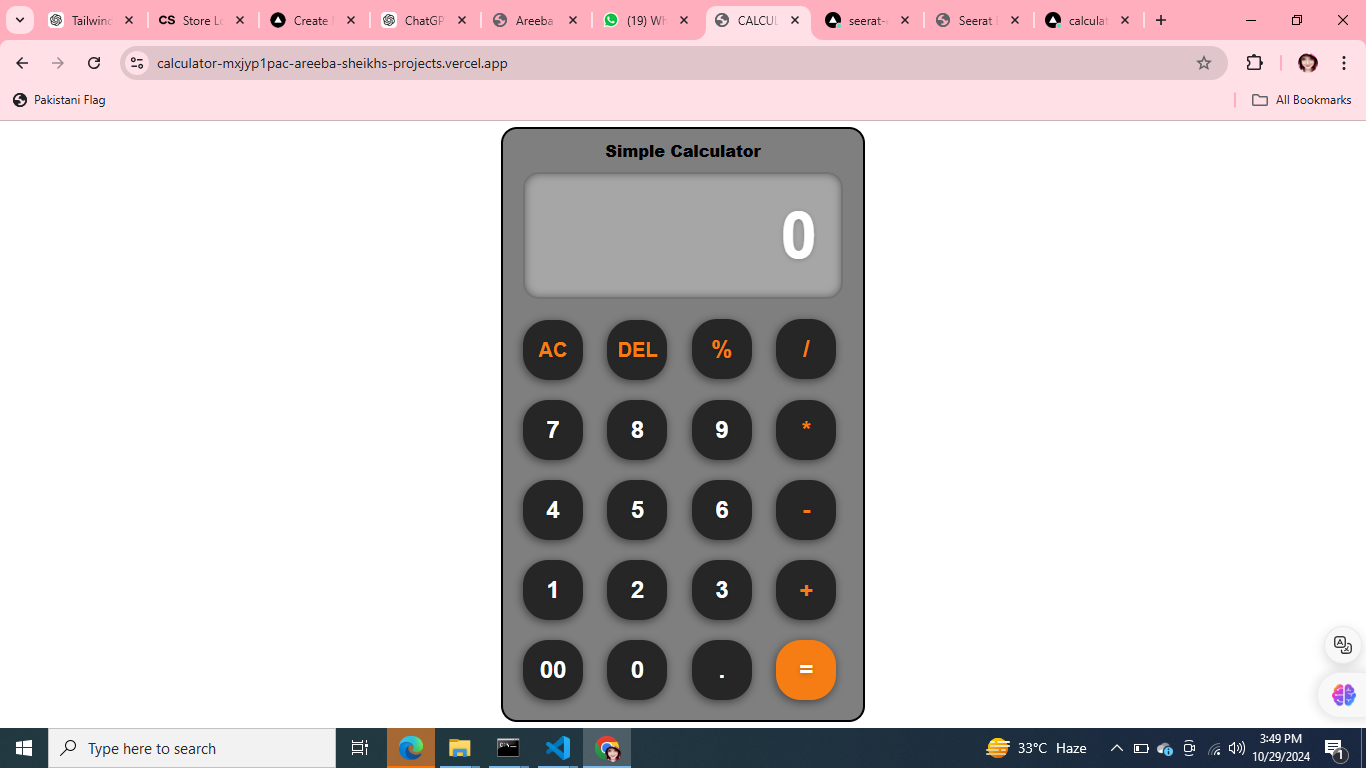 Tailwind
CS Store Lo
Create
ChatGP
Areeba
(19) Wh
CALCUL
seerat-
Seerat
calculat
calculator-mxjyp1pac-areeba-sheikhs-projects.vercel.app
Pakistani Flag
All Bookmarks
Simple Calculator
0
AC DEL % /
7 8 9 *
4 5 6 -
1 2 3 +
00 0 . =
Type here to search
33°C Haze
3:49 PM
10/29/2024
1